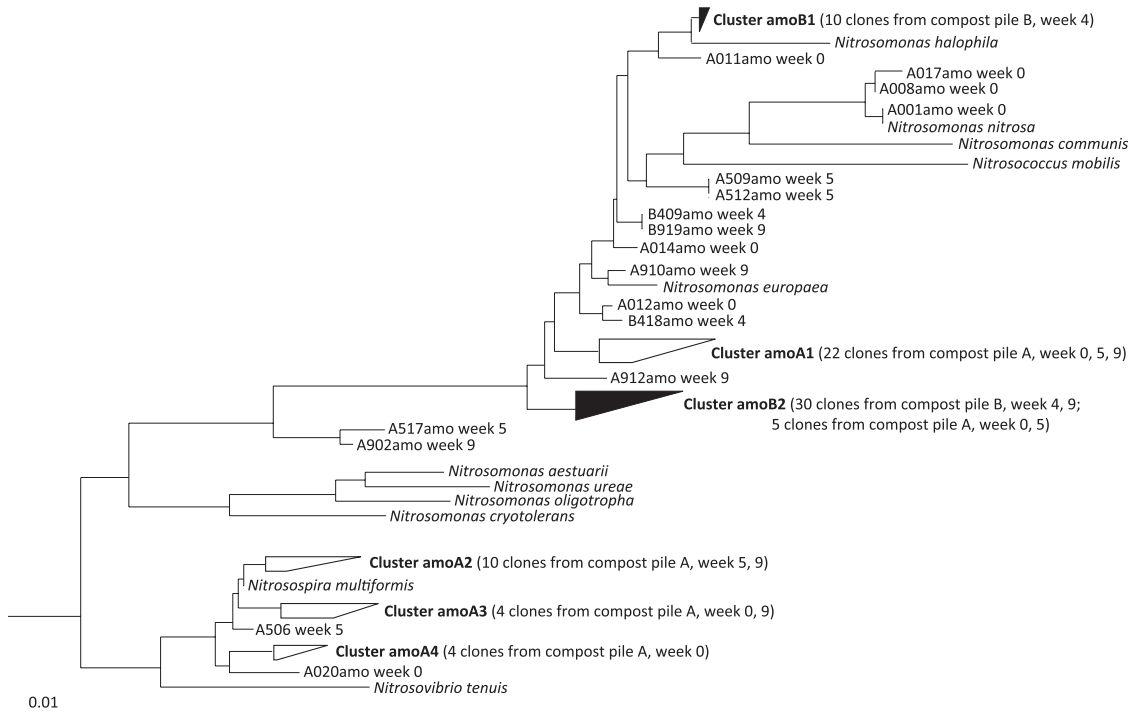 Cluster amoB1 (10 clones from compost pile B, week 4)
Nitrosomonas halophila
A011amo week 0
A017amo week 0
A008amo week 0
A001amo week 0
Nitrosomonas nitrosa
Nitrosomonas communis
Nitrosococcus mobilis
A509amo week 5
A512amo week 5
B409amo week 4
B919amo week 9
A014amo week 0
A910amo week 9
Nitrosomonas europaea
A012amo week 0
B418amo week 4
Cluster amoA1 (22 clones from compost pile A, week 0, 5, 9)
A912amo week 9
Cluster amoB2 (30 clones from compost pile B, week 4, 9;
5 clones from compost pile A, week 0, 5)
A517amo week 5
A902amo week 9
Nitrosomonas aestuarii
Nitrosomonas ureae
Nitrosomonas oligotropha
Nitrosomonas cryotolerans
Cluster amoA2 (10 clones from compost pile A, week 5, 9)
Nitrosospira multiformis
Cluster amoA3 (4 clones from compost pile A, week 0, 9)
A506 week 5
Cluster amoA4 (4 clones from compost pile A, week 0)
A020amo week 0
Nitrosovibrio tenuis
0.01